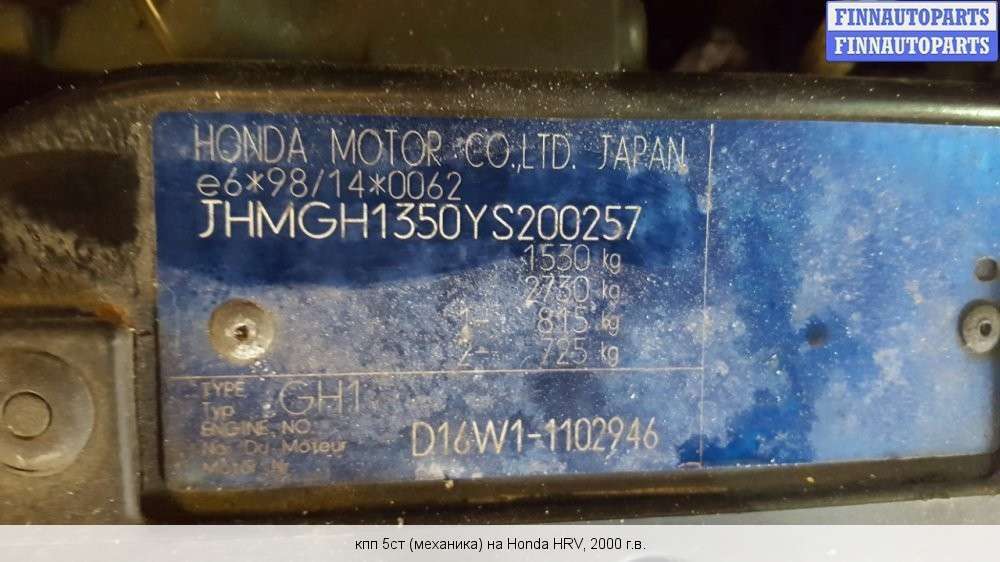 FINNAUTOPARTS
FINNAUTOPARTS
HONDA MOTOR CO.,LTD. JAPAN
e6*98/14*0062
JHMGH1350YS200257
1530 kg
2730 kg
1- 815 kg
2- 725 kg
TYPE
Typ GH1
ENGINE NO.
No. Du Moteur D16W1-1102946
кпп 5ст (механика) на Honda HRV, 2000 г.в.